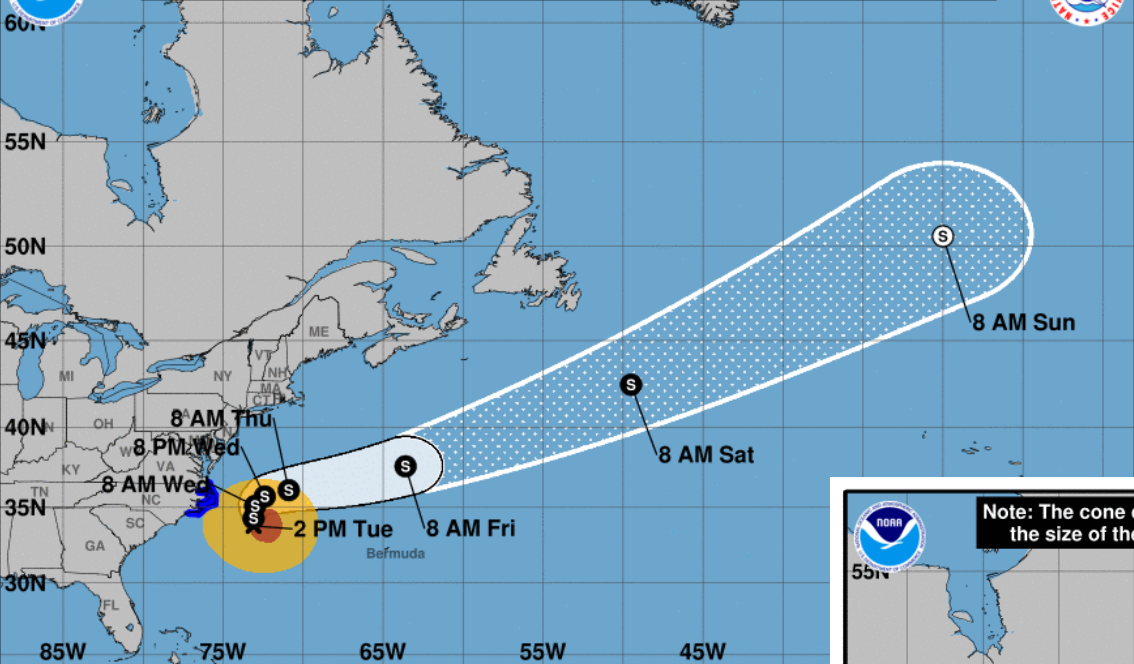 60N
55N
50N
45N
40N
35N
30N
85W
75W
65W
55W
45W
ME
VT
NH
MA
CT
NY
MI
OH
KY
VA
TN
NC
SC
GA
FL
Bermuda
8 AM Thu
8 PM Wed
8 AM Wed
2 PM Tue
8 AM Fri
8 AM Sat
8 AM Sun
S
S
S
S
S
S
S
NOAA
Note: The cone
the size of the
55N